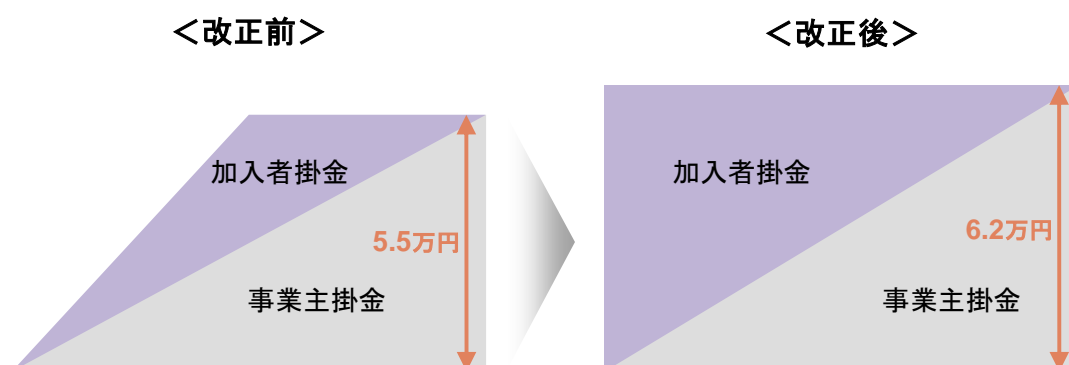 ＜改正前＞
加入者掛金
5.5万円
事業主掛金
＜改正後＞
加入者掛金
6.2万円
事業主掛金